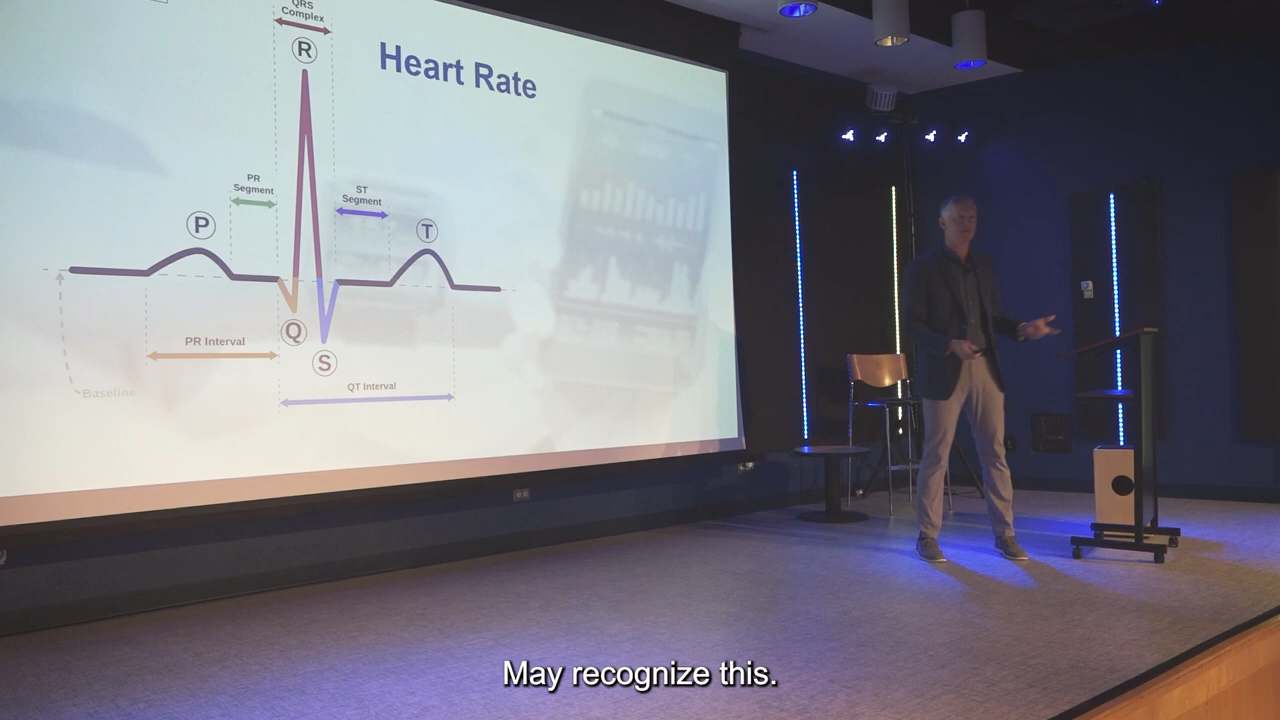 QRS
Complex
R
Heart Rate
PR
Segment
ST
Segment
P
T
Q
S
PR Interval
QT Interval
Baseline
May recognize this.